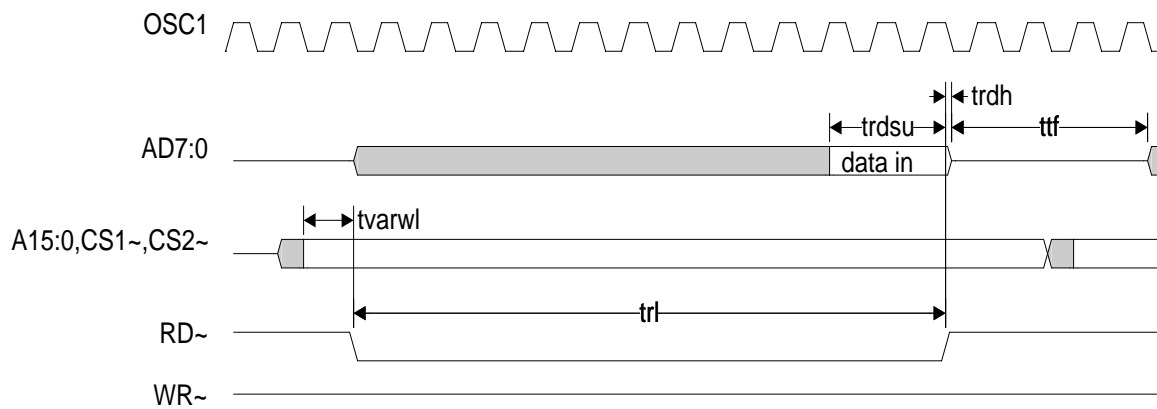 OSC1
trdh
trdsu
ttf
AD7:0
data in
tvarwl
A15:0,CS1~,CS2~
trl
RD~
WR~